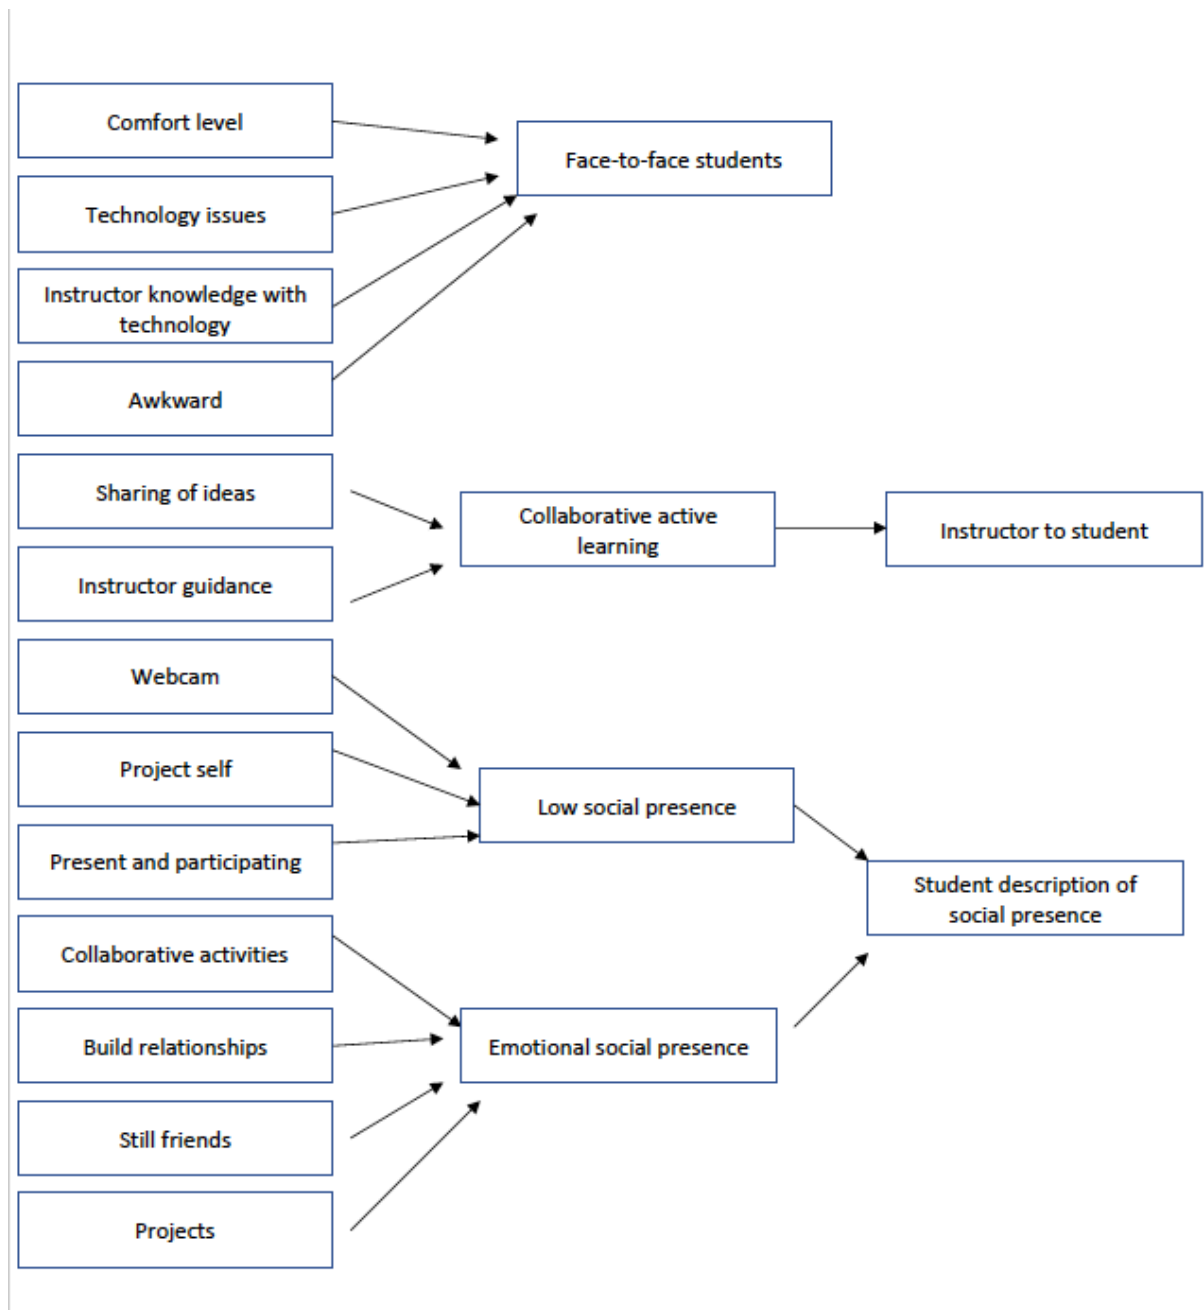 Comfort level
Technology issues
Instructor knowledge with
technology
Awkward
Sharing of ideas
Instructor guidance
Webcam
Project self
Present and participating
Collaborative activities
Build relationships
Still friends
Projects
Face-to-face students
Collaborative active
learning
Low social presence
Emotional social presence
Instructor to student
Student description of
social presence